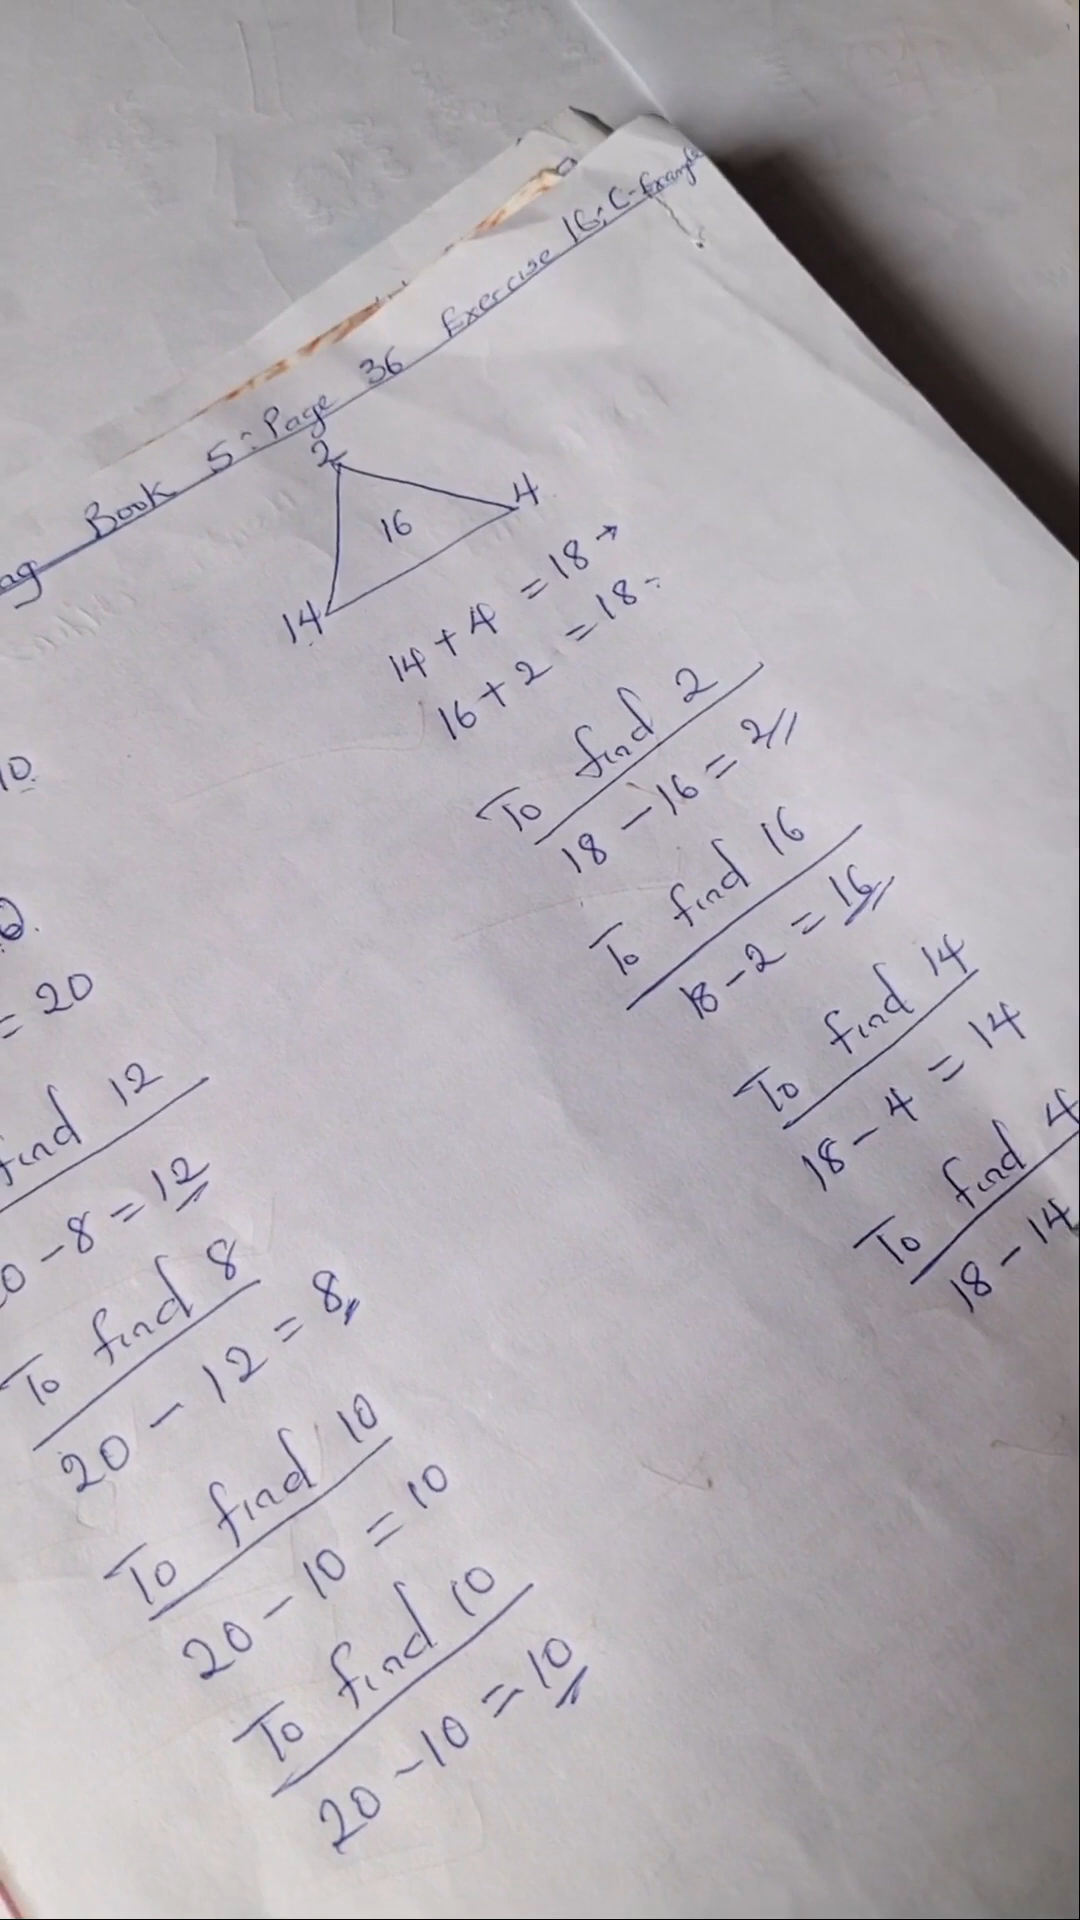 Book 5: Page 36 Exercise 16: C-Example
2
4
16
14
14 + 4 = 18
16 + 2 = 18
To find 2
18 - 16 = 2
To find 16
18 - 2 = 16
To find 14
18 - 4 = 14
To find 4
18 - 14
10
= 20
find 12
0 - 8 = 12
To find 8
20 - 12 = 8
To find 10
20 - 10 = 10
To find 10
20 - 10 = 10